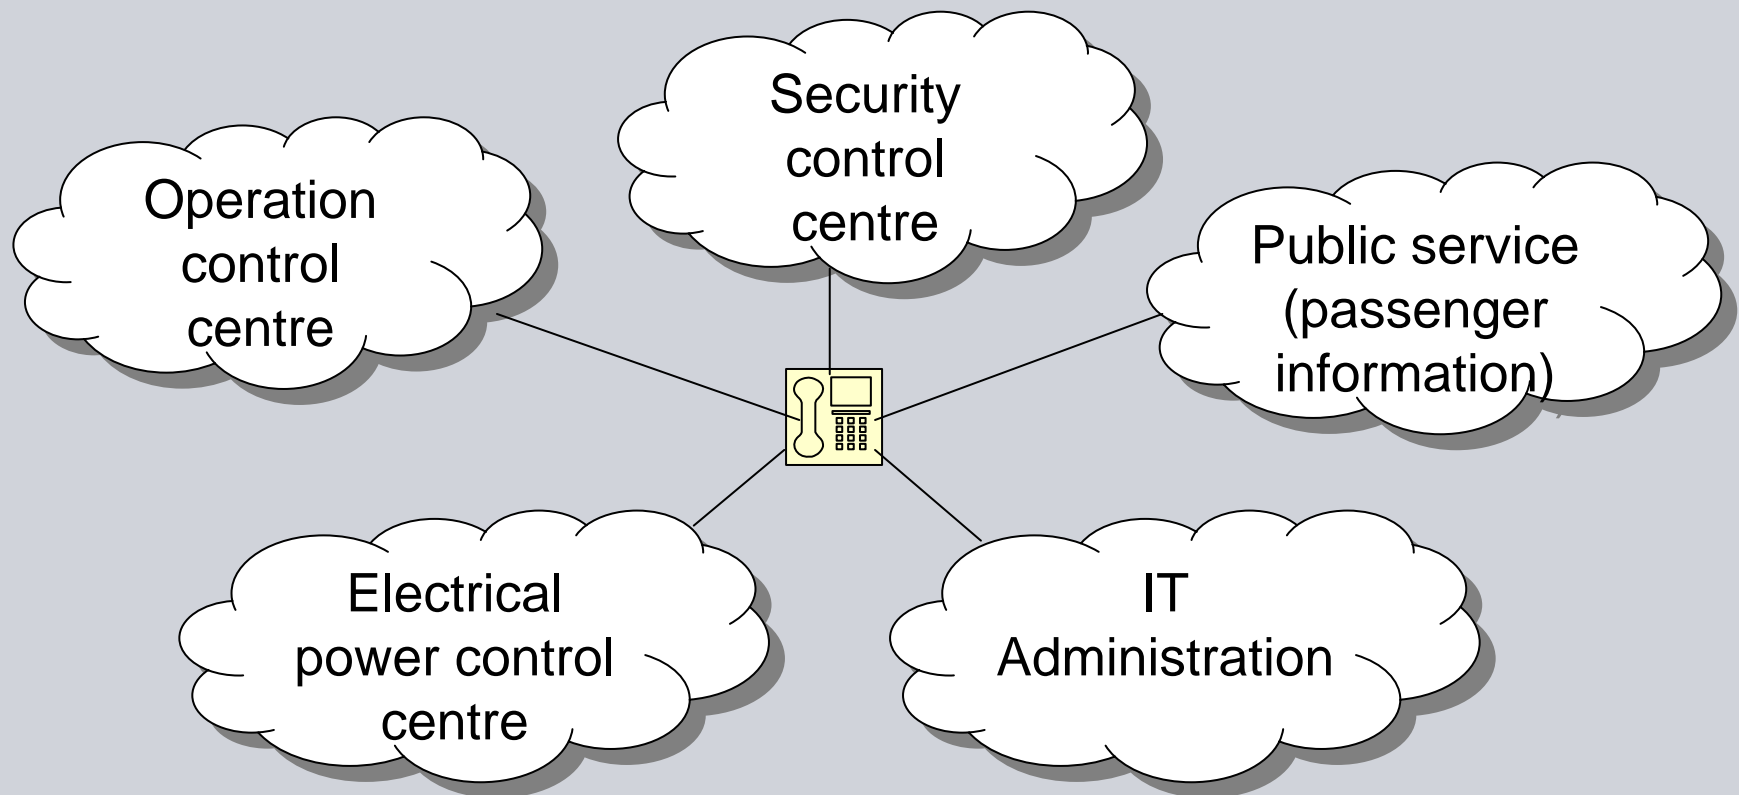 Security
control
centre
Operation
control
centre
Public service
(passenger
information)
Electrical
power control
centre
IT
Administration